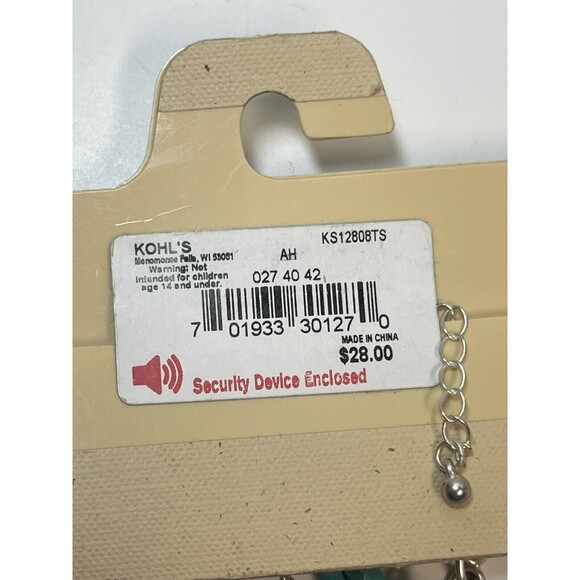 KOHL'S
KS12808TS
Menomonee Falls, WI 53051
AH
Warning: Not
intended for children
age 14 and under.
027 40 42
7 01933 30127 0
MADE IN CHINA
$28.00
Security Device Enclosed